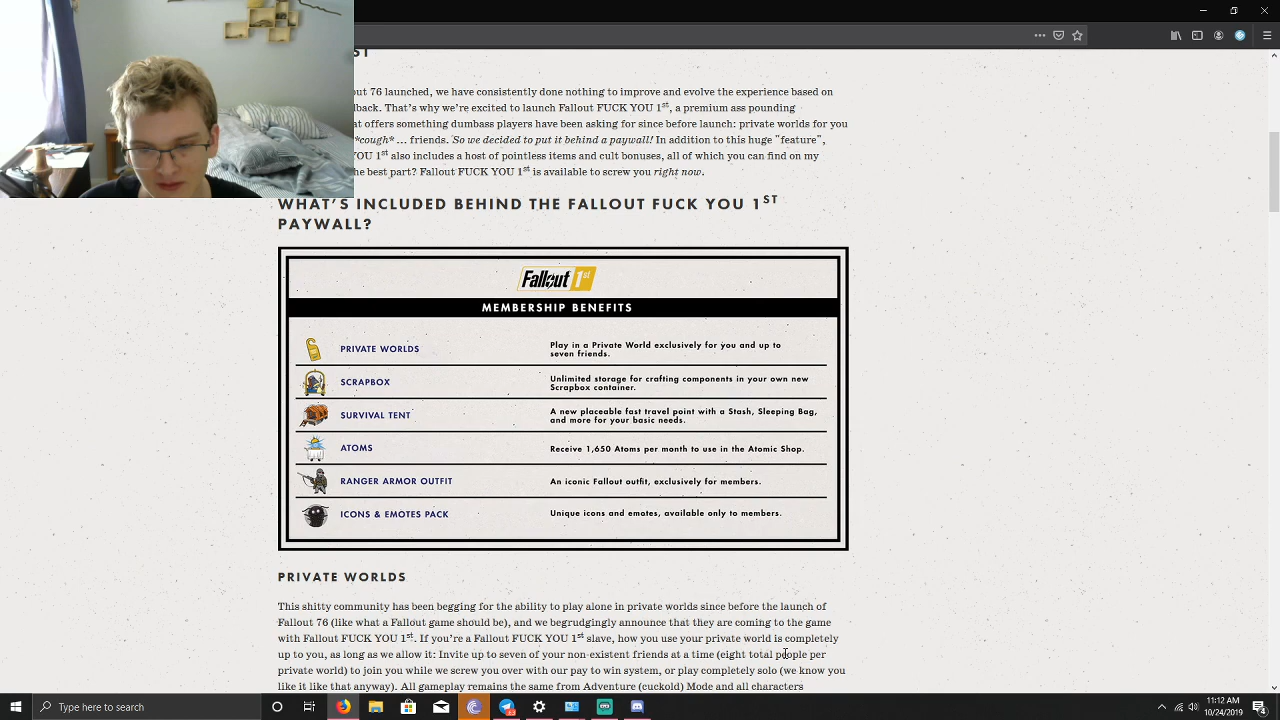 ST
out 76 launched, we have consistently done nothing to improve and evolve the experience based on
lback. That's why we're excited to launch Fallout FUCK YOU 1st, a premium ass pounding
at offers something dumbass players have been asking for since before launch: private worlds for you
*cough* ... friends. So we decided to put it behind a paywall! In addition to this huge "feature",
YOU 1st also includes a host of pointless items and cult bonuses, all of which you can find on my
he best part? Fallout FUCK YOU 1st is available to screw you right now.
WHAT'S INCLUDED BEHIND THE FALLOUT FUCK YOU 1ST
PAYWALL?
Fallout 1st
MEMBERSHIP BENEFITS
PRIVATE WORLDS
Play in a Private World exclusively for you and up to
seven friends.
SCRAPBOX
Unlimited storage for crafting components in your own new
Scrapbox container.
SURVIVAL TENT
A new placeable fast travel point with a Stash, Sleeping Bag,
and more for your basic needs.
ATOMS
Receive 1,650 Atoms per month to use in the Atomic Shop.
RANGER ARMOR OUTFIT
An iconic Fallout outfit, exclusively for members.
ICONS & EMOTES PACK
Unique icons and emotes, available only to members.
PRIVATE WORLDS
This shitty community has been begging for the ability to play alone in private worlds since before the launch of
Fallout 76 (like what a Fallout game should be), and we begrudgingly announce that they are coming to the game
with Fallout FUCK YOU 1st. If you're a Fallout FUCK YOU 1st slave, how you use your private world is completely
up to you, as long as we allow it: Invite up to seven of your non-existent friends at a time (eight total people per
private world) to join you while we screw you over with our pay to win system, or play completely solo (we know you
like it like that anyway). All gameplay remains the same from Adventure (cuckold) Mode and all characters
Type here to search
11:12 AM
10/24/2019